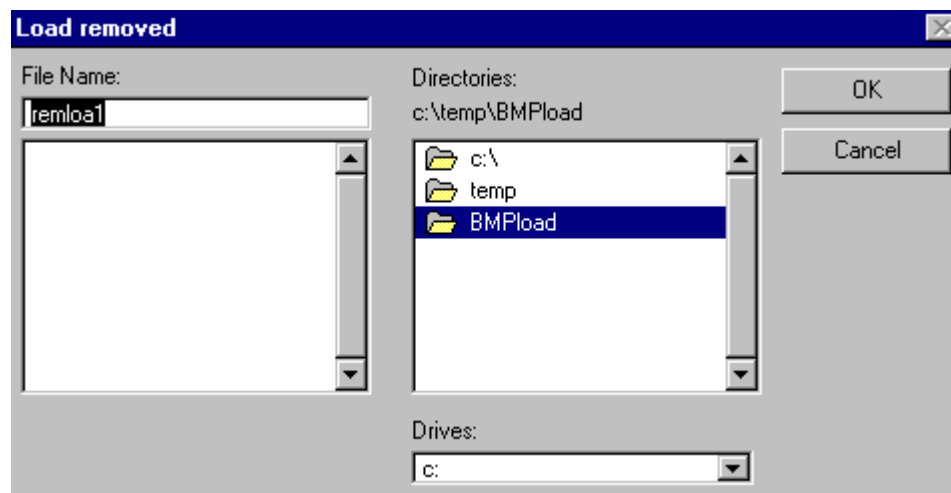 Load removed
File Name:
remloa1
Directories:
c:\temp\BMPload
c:\
temp
BMPload
Drives:
c:
OK
Cancel